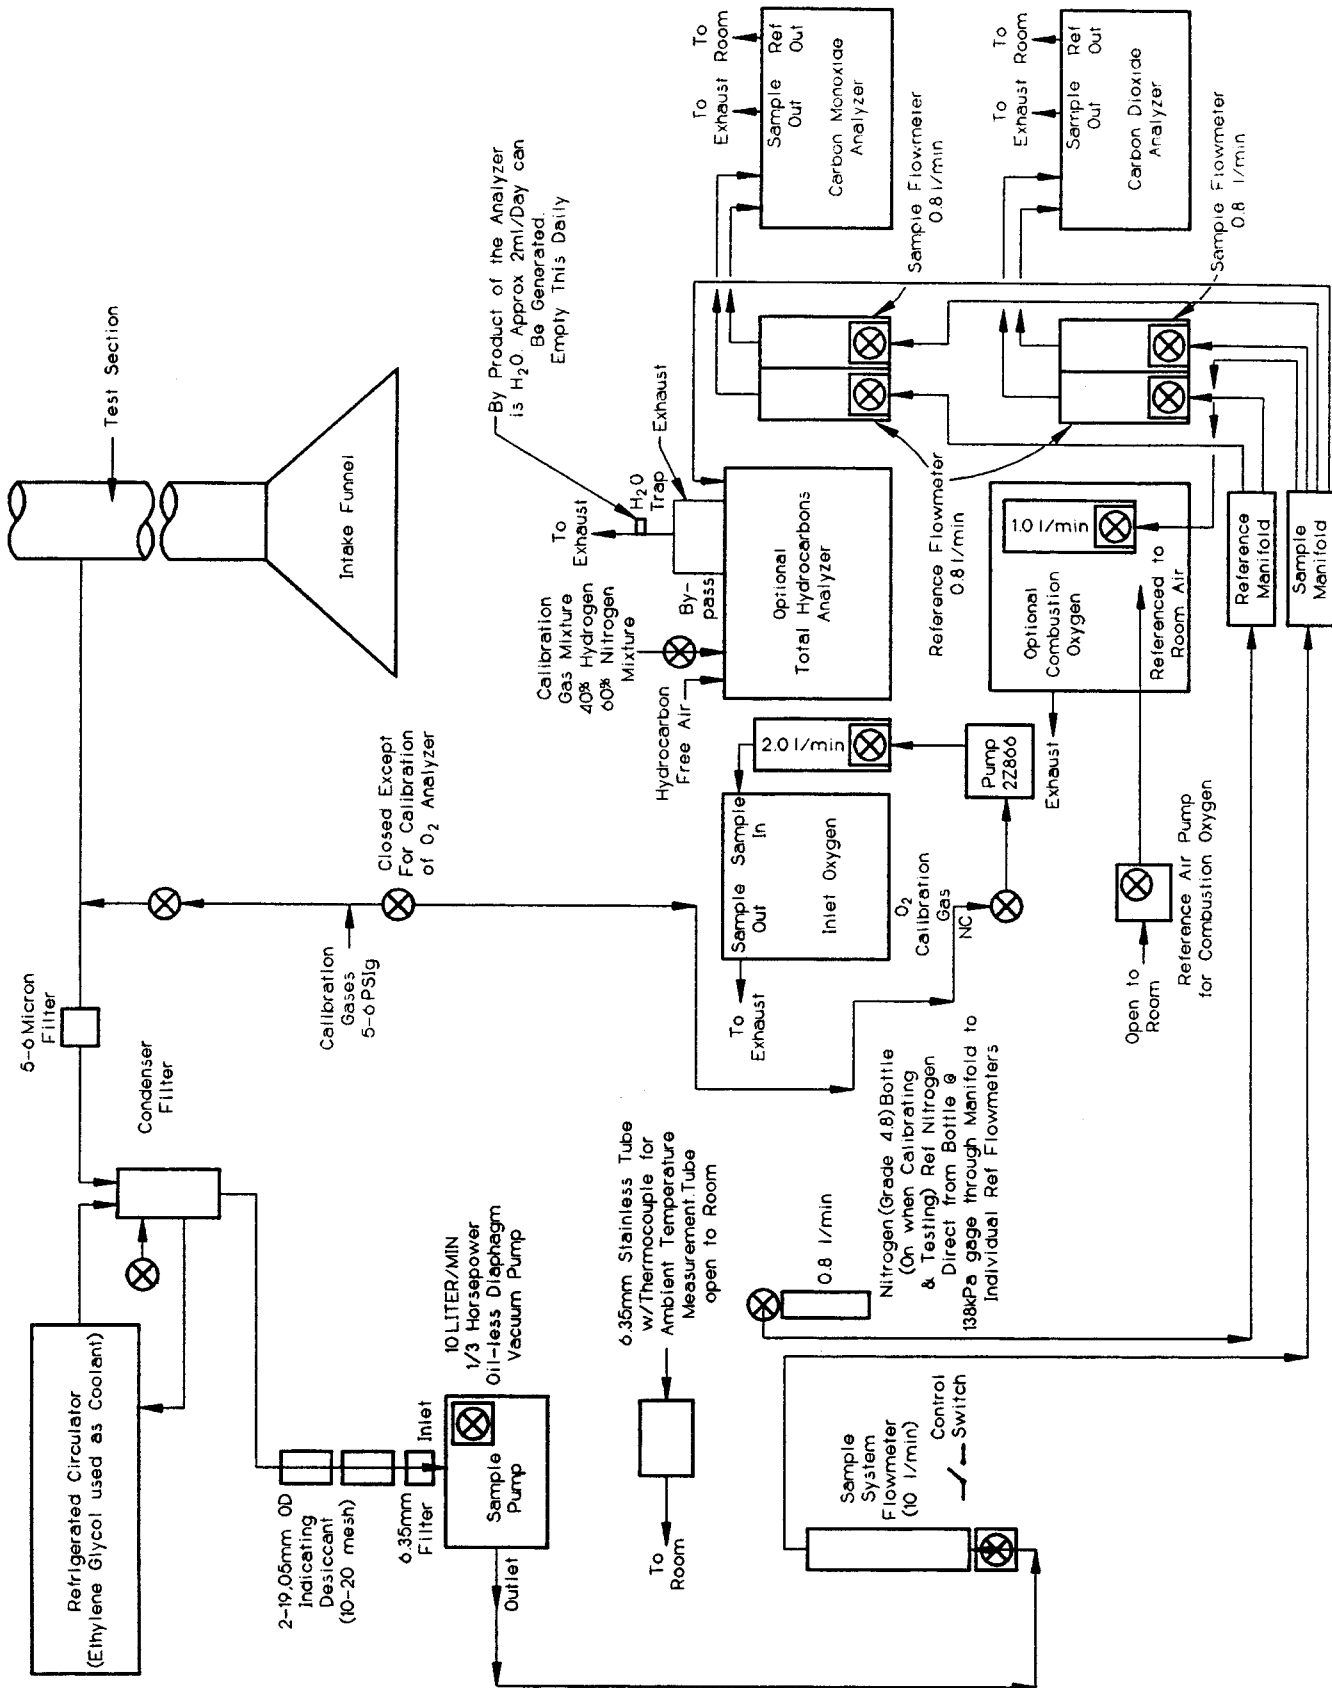 Refrigerated Circulator
(Ethylene Glycol used as Coolant)
Condenser
Filter
5-6 Micron
Filter
Test Section
Intake Funnel
2-19.05mm OD
Indicating
Desiccant
(10-20 mesh)
6.35mm
Filter
Inlet
Sample
Pump
Outlet
10 LITER/MIN
1/3 Horsepower
Oil-less Diaphagm
Vacuum Pump
Calibration
Gases
5-6 PSIg
Closed Except
For Calibration
of O2 Analyzer
To
Room
6.35mm Stainless Tube
w/Thermocouple for
Ambient Temperature
Measurement.Tube
open to Room
To
Exhaust
Sample
Out
Sample
In
Inlet Oxygen
2.0 l/min
Hydrocarbon
Free Air
Calibration
Gas Mixture
40% Hydrogen
60% Nitrogen
Mixture
By-
pass
To
Exhaust
H2O
Trap
Exhaust
By Product of the Analyzer
is H2O. Approx 2ml/Day can
Be Generated.
Empty This Daily
Optional
Total Hydrocarbons
Analyzer
To
Exhaust
To
Room
Sample
Out
Ref
Out
Carbon Monoxide
Analyzer
Sample Flowmeter
0.8 l/min
Reference Flowmeter
0.8 l/min
To
Exhaust
To
Room
Sample
Out
Ref
Out
Carbon Dioxide
Analyzer
Sample Flowmeter
0.8 l/min
O2
Calibration
Gas
NC
Pump
2Z866
Exhaust
Optional
Combustion
Oxygen
1.0 l/min
Referenced to
Room Air
Open to
Room
Reference Air Pump
for Combustion Oxygen
0.8 l/min
Nitrogen (Grade 4.8) Bottle
(On when Calibrating
& Testing) Ref Nitrogen
Direct from Bottle @
138kPa gage through Manifold to
Individual Ref Flowmeters
Sample
System
Flowmeter
(10 l/min)
Control
Switch
Reference
Manifold
Sample
Manifold